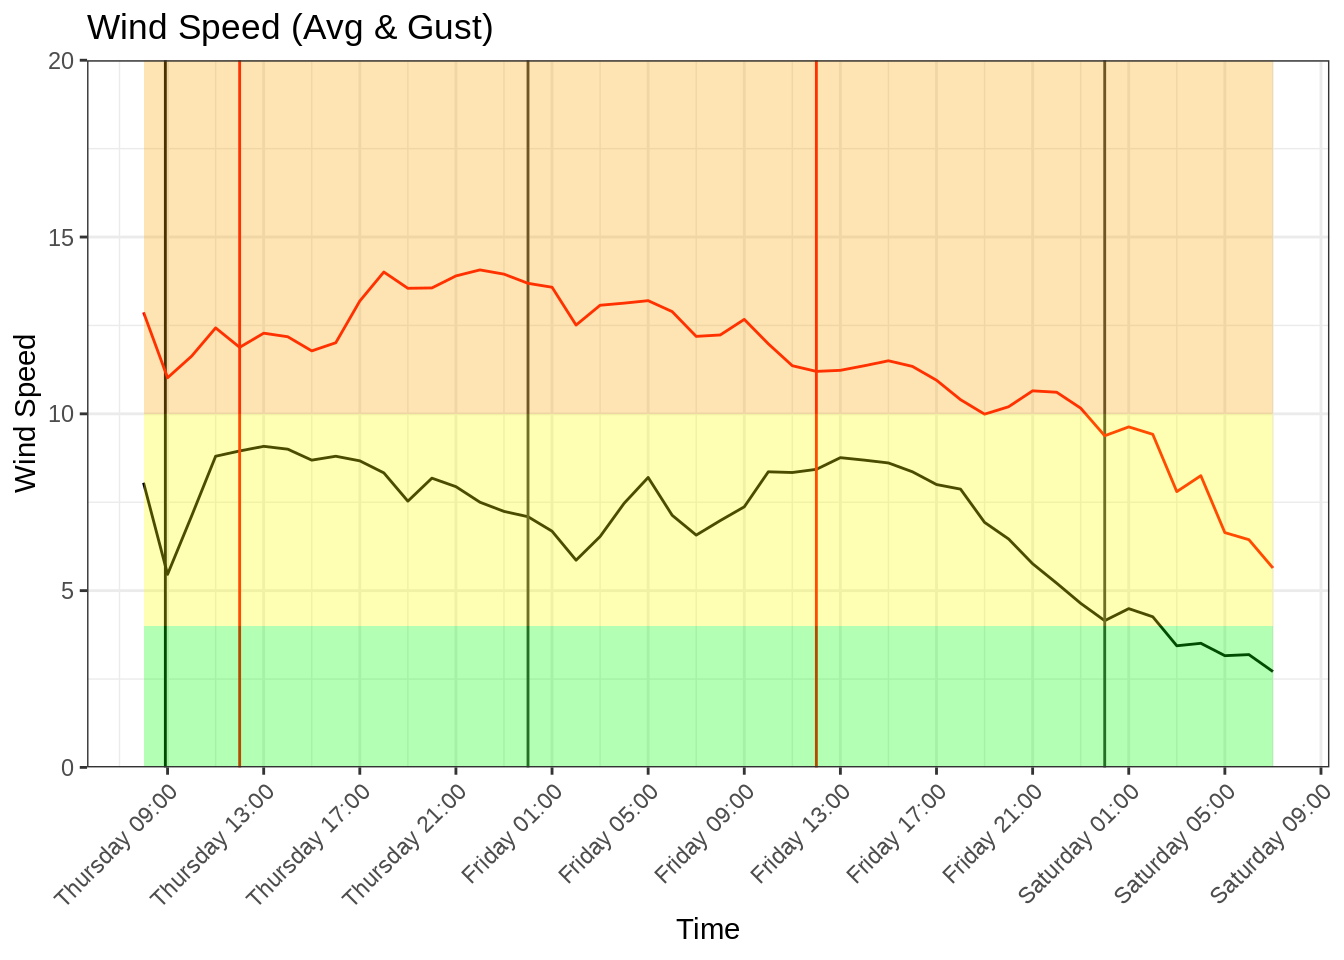 Wind Speed (Avg & Gust)
20
15
10
5
0
Wind Speed
Thursday 09:00
Thursday 13:00
Thursday 17:00
Thursday 21:00
Friday 01:00
Friday 05:00
Friday 09:00
Friday 13:00
Friday 17:00
Friday 21:00
Saturday 01:00
Saturday 05:00
Saturday 09:00
Time